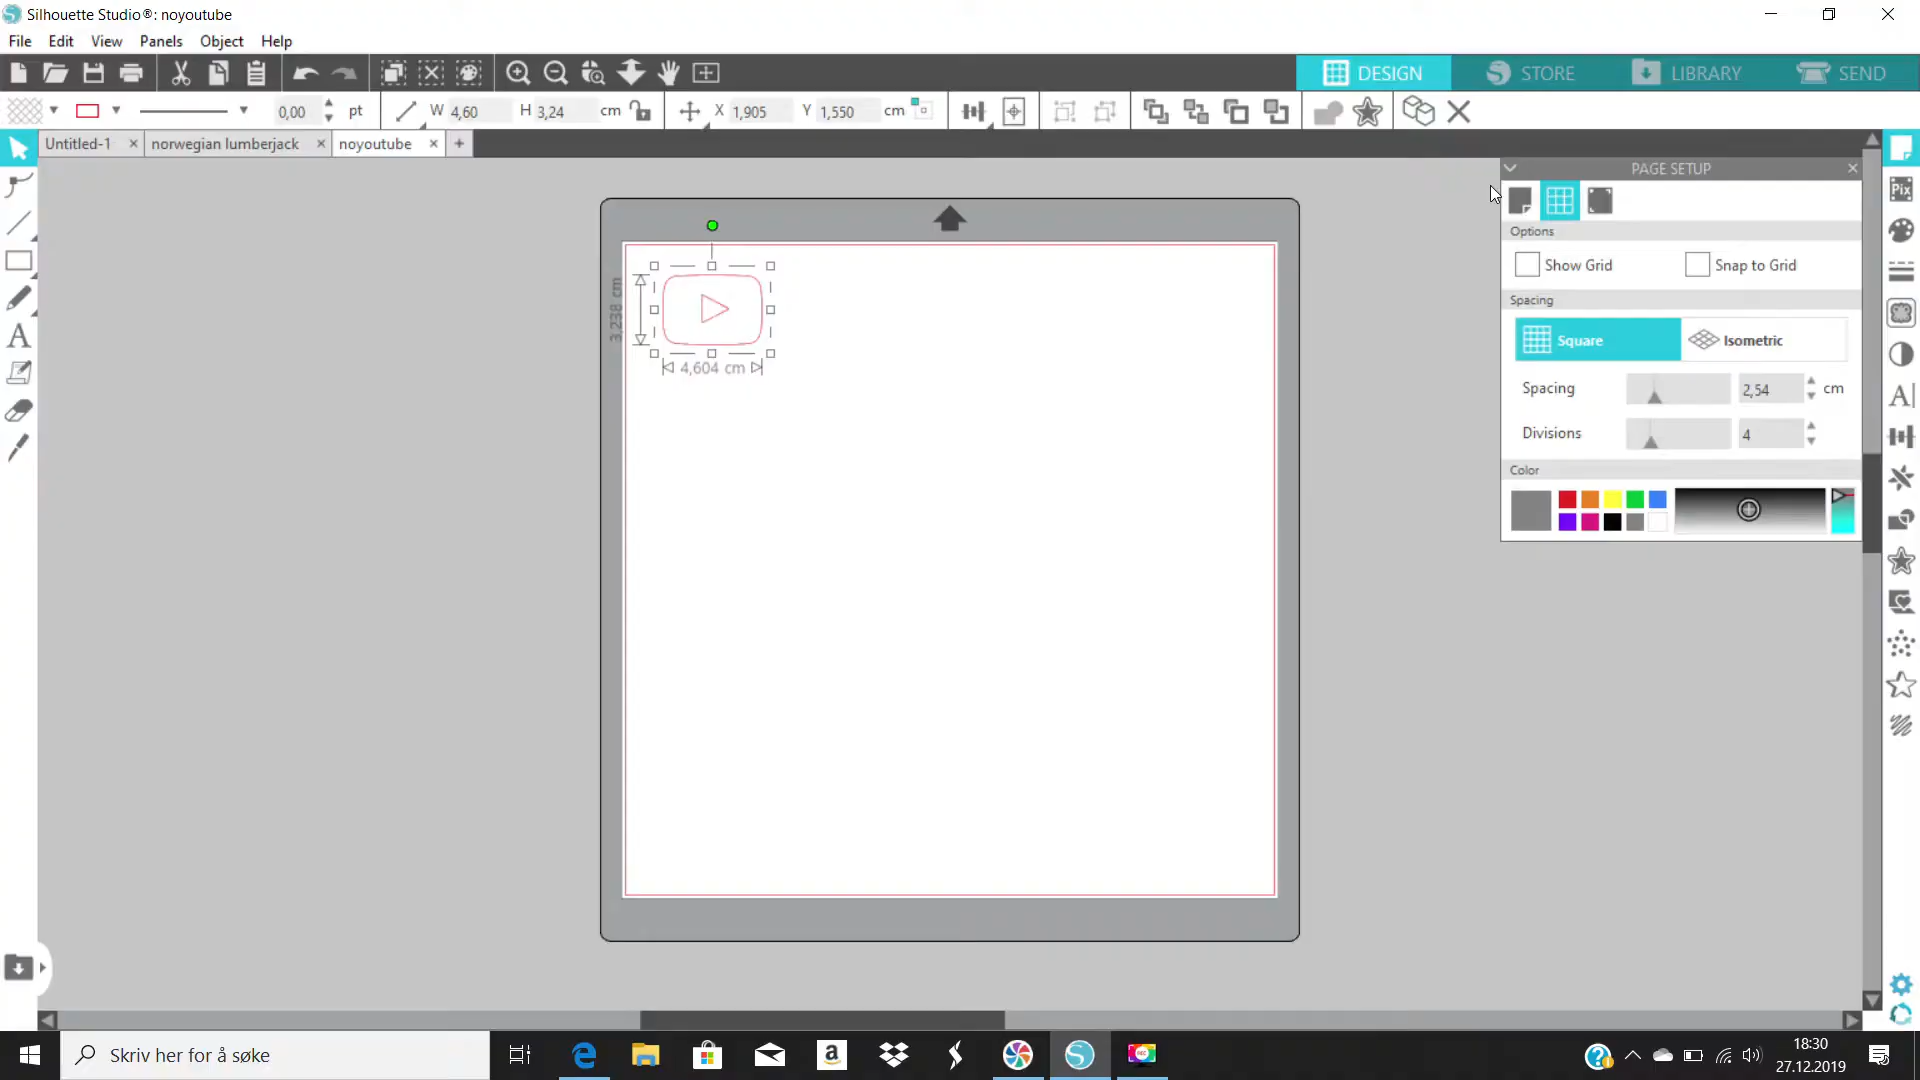 Silhouette Studio®: noyoutube
File Edit View Panels Object Help
DESIGN STORE LIBRARY SEND
0,00 pt W 4,60 H 3,24 cm X 1,905 Y 1,550 cm
Untitled-1 norwegian lumberjack noyoutube
PAGE SETUP
Options
Show Grid Snap to Grid
Spacing
Square Isometric
Spacing 2,54 cm
Divisions 4
Color
3,238 cm
4,604 cm
Pix
A
A
Skriv her for å søke
a
REC
18:30
27.12.2019